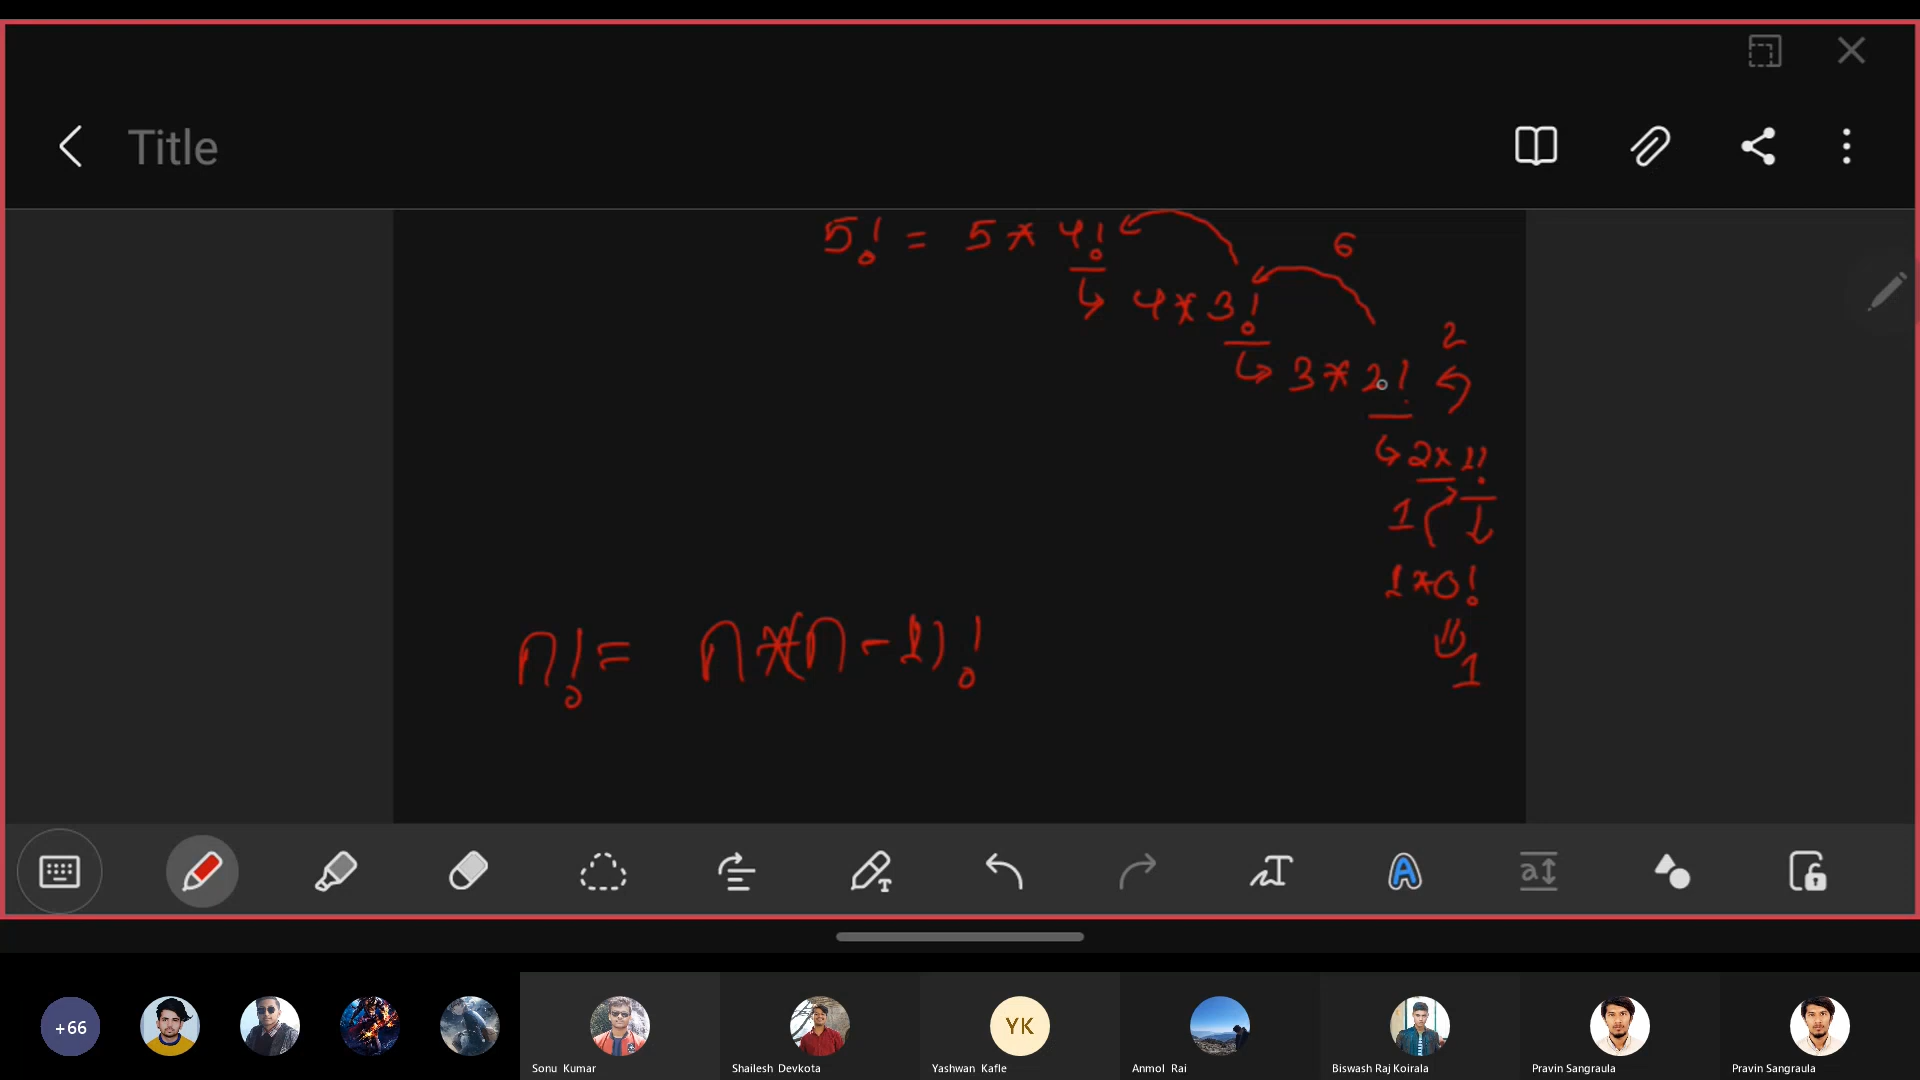 Title
5! = 5 * 4!
6
↳ 4 * 3!
2
↳ 3 * 2!
↳ 2 * 1!
1
1 * 0!
1
n! = n * (n - 1)!
T
A
a
+66
YK
Sonu Kumar
Shailesh Devkota
Yashwan Kafle
Anmol Rai
Biswash Raj Koirala
Pravin Sangraula
Pravin Sangraula